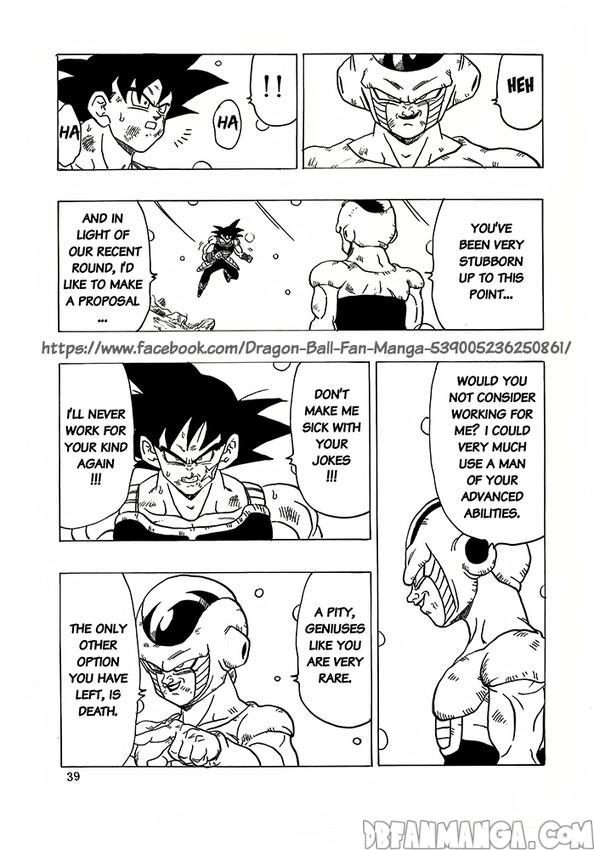 HEH
!!
HA
HA
YOU'VE
BEEN VERY
STUBBORN
UP TO THIS
POINT...
AND IN
LIGHT OF
OUR RECENT
ROUND, I'D
LIKE TO MAKE
A PROPOSAL
...
https://www.facebook.com/Dragon-Ball-Fan-Manga-539005236250861/
WOULD YOU
NOT CONSIDER
WORKING FOR
ME? I COULD
VERY MUCH
USE A MAN
OF YOUR
ADVANCED
ABILITIES.
DON'T
MAKE ME
SICK WITH
YOUR
JOKES
!!!
I'LL NEVER
WORK FOR
YOUR KIND
AGAIN
!!!
A PITY,
GENIUSES
LIKE YOU
ARE VERY
RARE.
THE ONLY
OTHER
OPTION
YOU HAVE
LEFT, IS
DEATH.
39
DBFANMANGA.COM